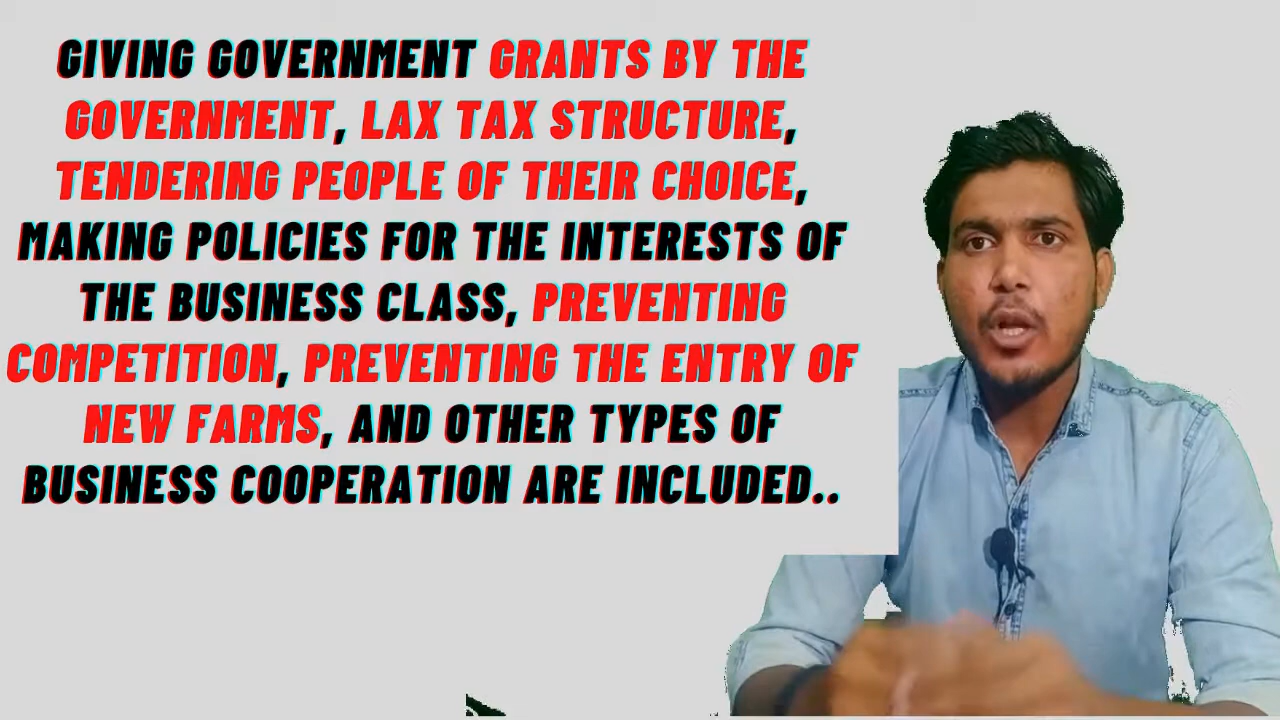 GIVING GOVERNMENT GRANTS BY THE
GOVERNMENT, LAX TAX STRUCTURE,
TENDERING PEOPLE OF THEIR CHOICE,
MAKING POLICIES FOR THE INTERESTS OF
THE BUSINESS CLASS, PREVENTING
COMPETITION, PREVENTING THE ENTRY OF
NEW FARMS, AND OTHER TYPES OF
BUSINESS COOPERATION ARE INCLUDED..